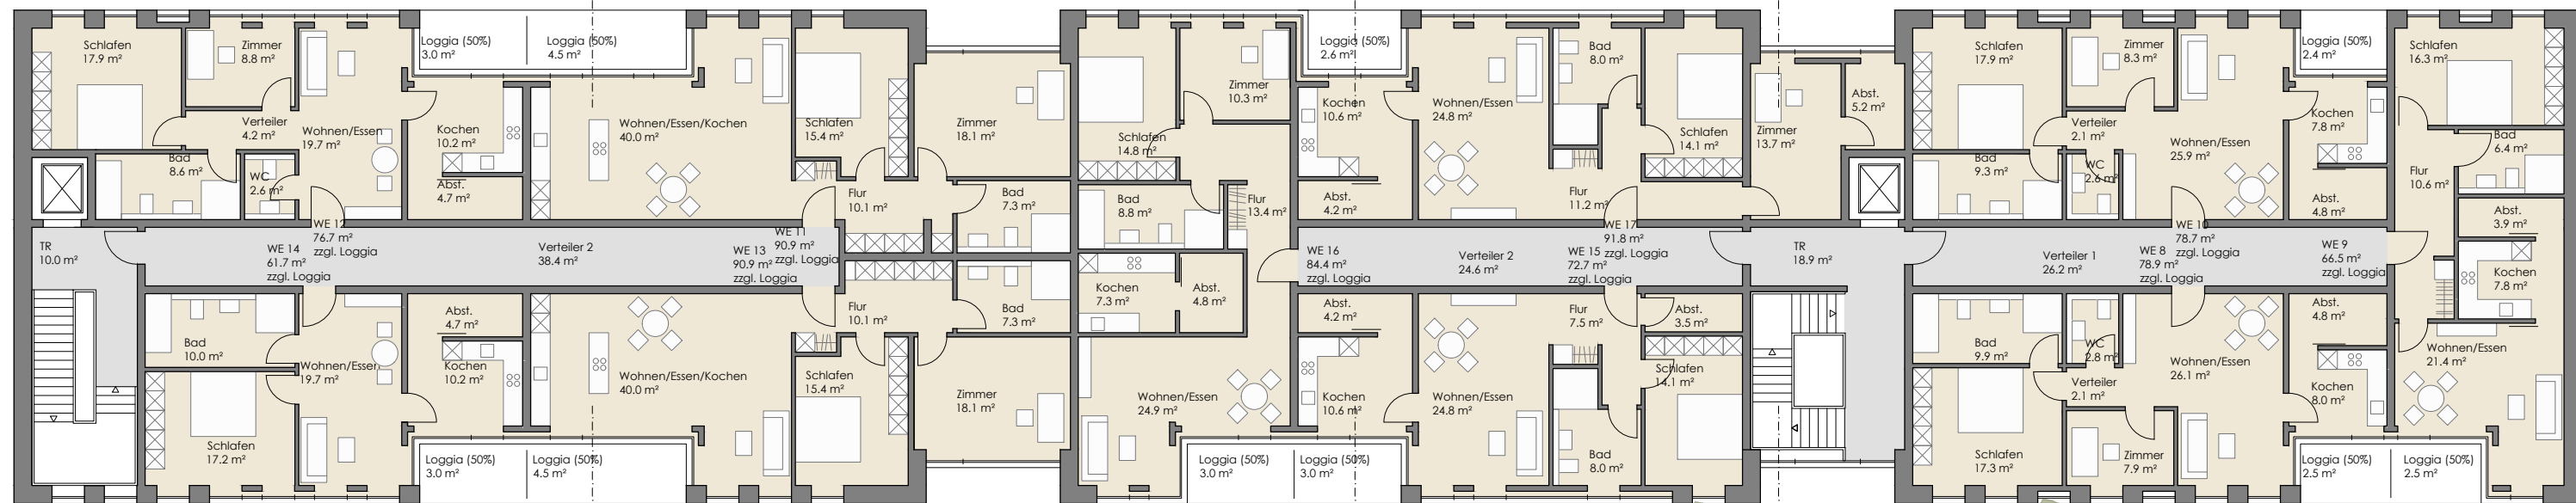 Schlafen
17.9 m²
Zimmer
8.8 m²
Verteiler
4.2 m²
Wohnen/Essen
19.7 m²
Bad
8.6 m²
WC
2.6 m²
Loggia (50%)
3.0 m²
Loggia (50%)
4.5 m²
Kochen
10.2 m²
Abst.
4.7 m²
Wohnen/Essen/Kochen
40.0 m²
Schlafen
15.4 m²
Flur
10.1 m²
Zimmer
18.1 m²
Bad
7.3 m²
Schlafen
14.8 m²
Zimmer
10.3 m²
Bad
8.8 m²
Flur
13.4 m²
Loggia (50%)
2.6 m²
Kochen
10.6 m²
Abst.
4.2 m²
Wohnen/Essen
24.8 m²
Bad
8.0 m²
Flur
11.2 m²
Schlafen
14.1 m²
Zimmer
13.7 m²
Abst.
5.2 m²
Schlafen
17.9 m²
Zimmer
8.3 m²
Verteiler
2.1 m²
Bad
9.3 m²
WC
2.6 m²
Wohnen/Essen
25.9 m²
Loggia (50%)
2.4 m²
Kochen
7.8 m²
Abst.
4.8 m²
Schlafen
16.3 m²
Bad
6.4 m²
Flur
10.6 m²
Abst.
3.9 m²
Kochen
7.8 m²
TR
10.0 m²
WE 14
61.7 m²
zzgl. Loggia
WE 12
76.7 m²
zzgl. Loggia
Verteiler 2
38.4 m²
WE 13
90.9 m²
zzgl. Loggia
WE 11
90.9 m²
zzgl. Loggia
WE 16
84.4 m²
zzgl. Loggia
Verteiler 2
24.6 m²
WE 15
72.7 m²
zzgl. Loggia
WE 17
91.8 m²
zzgl. Loggia
TR
18.9 m²
Verteiler 1
26.2 m²
WE 8
78.9 m²
zzgl. Loggia
WE 10
78.7 m²
zzgl. Loggia
WE 9
66.5 m²
zzgl. Loggia
Bad
10.0 m²
Schlafen
17.2 m²
Wohnen/Essen
19.7 m²
Abst.
4.7 m²
Kochen
10.2 m²
Loggia (50%)
3.0 m²
Loggia (50%)
4.5 m²
Wohnen/Essen/Kochen
40.0 m²
Flur
10.1 m²
Schlafen
15.4 m²
Bad
7.3 m²
Zimmer
18.1 m²
Kochen
7.3 m²
Abst.
4.8 m²
Wohnen/Essen
24.9 m²
Loggia (50%)
3.0 m²
Loggia (50%)
3.0 m²
Abst.
4.2 m²
Kochen
10.6 m²
Wohnen/Essen
24.8 m²
Flur
7.5 m²
Abst.
3.5 m²
Schlafen
14.1 m²
Bad
8.0 m²
Bad
9.9 m²
WC
2.8 m²
Verteiler
2.1 m²
Schlafen
17.3 m²
Zimmer
7.9 m²
Wohnen/Essen
26.1 m²
Abst.
4.8 m²
Kochen
8.0 m²
Loggia (50%)
2.5 m²
Loggia (50%)
2.5 m²
Wohnen/Essen
21.4 m²